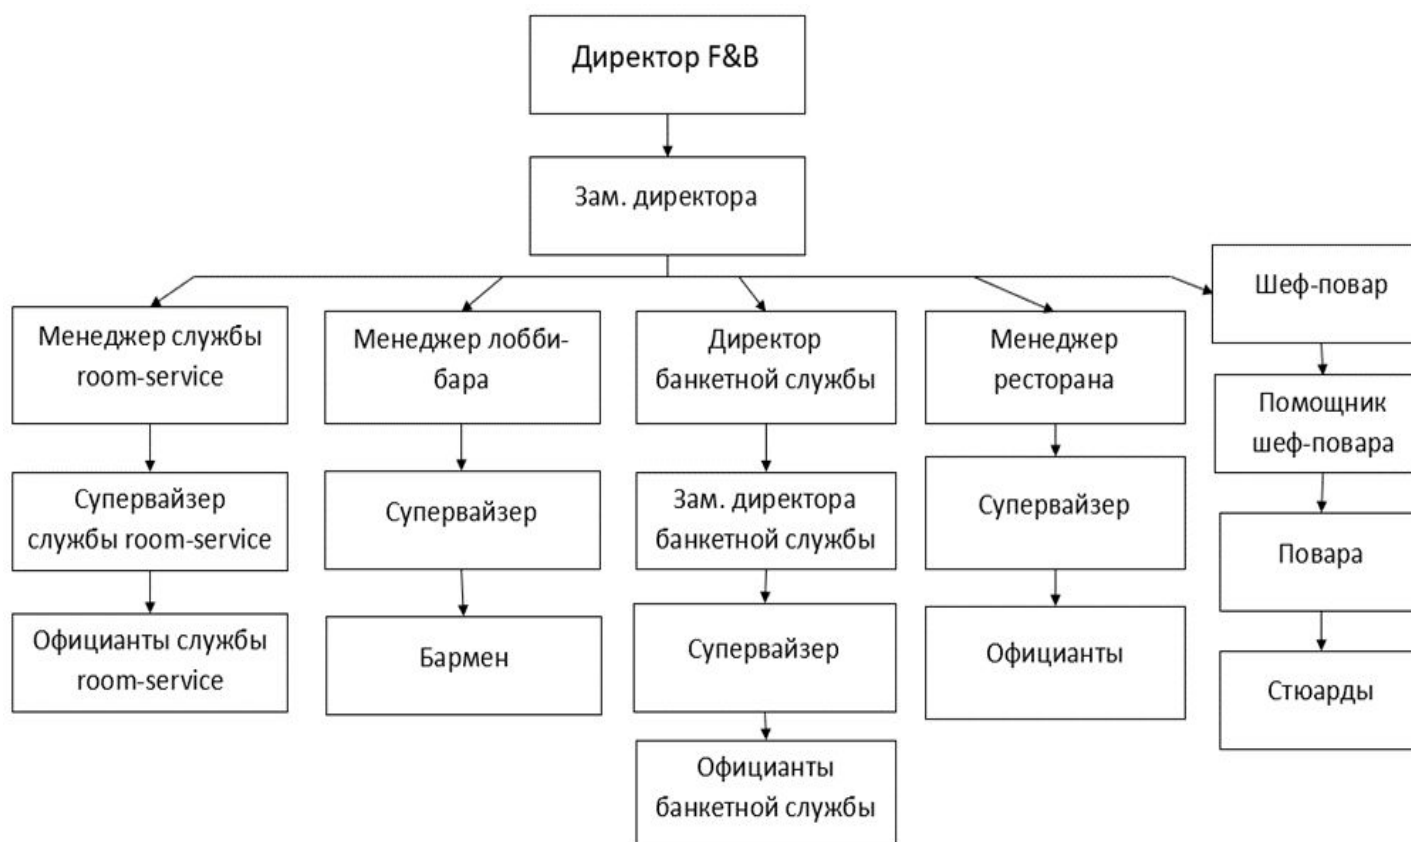 Директор F&B
Зам. директора
Шеф-повар
Менеджер службы
room-service
Менеджер лобби-
бара
Директор
банкетной службы
Менеджер
ресторана
Помощник
шеф-повара
Супервайзер
службы room-service
Супервайзер
Зам. директора
банкетной службы
Супервайзер
Повара
Официанты службы
room-service
Бармен
Супервайзер
Официанты
Стюарды
Официанты
банкетной службы